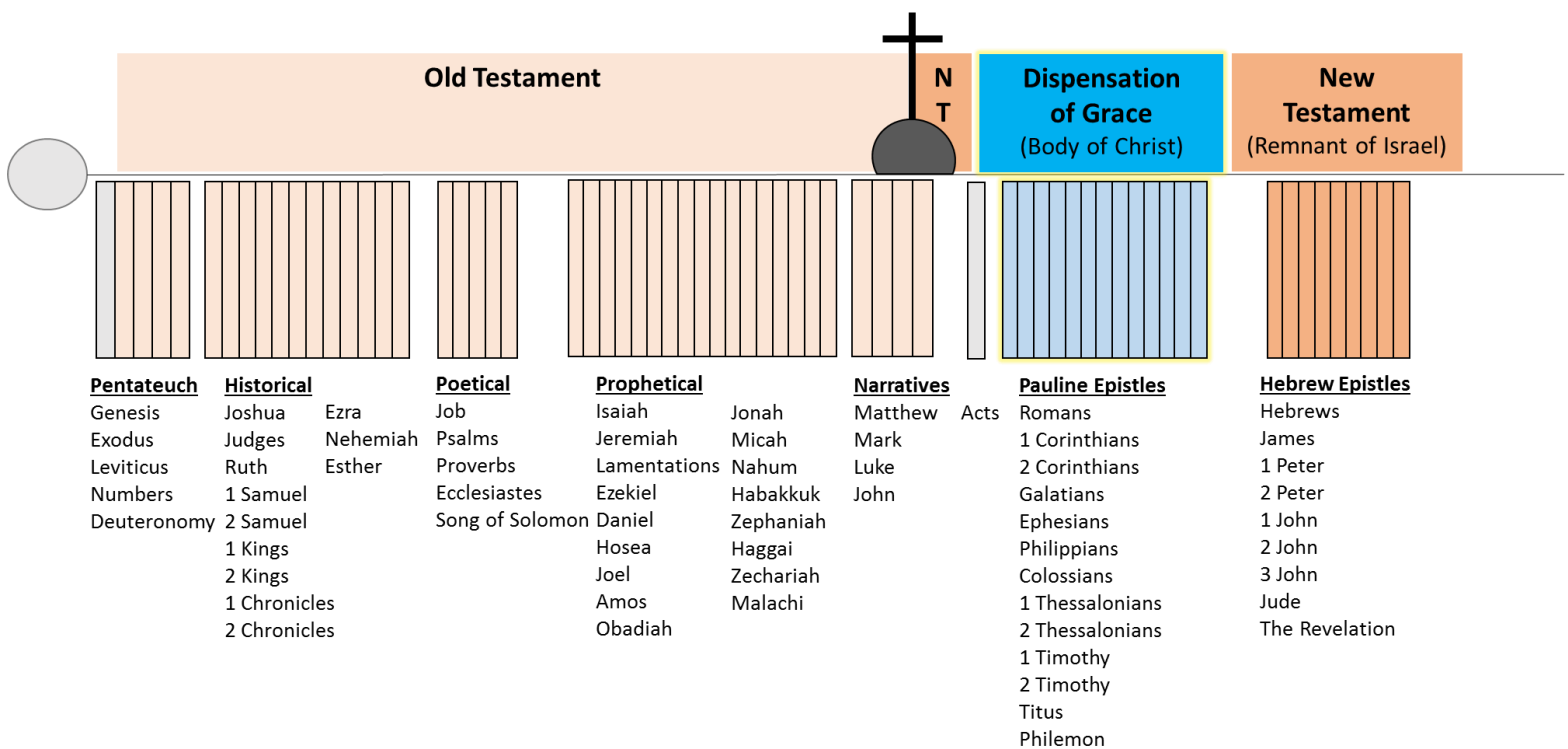 Old Testament
N
T
Dispensation
of Grace
(Body of Christ)
New
Testament
(Remnant of Israel)
Pentateuch
Genesis
Exodus
Leviticus
Numbers
Deuteronomy
Historical
Joshua
Judges
Ruth
1 Samuel
2 Samuel
1 Kings
2 Kings
1 Chronicles
2 Chronicles
Ezra
Nehemiah
Esther
Poetical
Job
Psalms
Proverbs
Ecclesiastes
Song of Solomon
Prophetical
Isaiah
Jeremiah
Lamentations
Ezekiel
Daniel
Hosea
Joel
Amos
Obadiah
Jonah
Micah
Nahum
Habakkuk
Zephaniah
Haggai
Zechariah
Malachi
Narratives
Matthew
Mark
Luke
John
Acts
Pauline Epistles
Romans
1 Corinthians
2 Corinthians
Galatians
Ephesians
Philippians
Colossians
1 Thessalonians
2 Thessalonians
1 Timothy
2 Timothy
Titus
Philemon
Hebrew Epistles
Hebrews
James
1 Peter
2 Peter
1 John
2 John
3 John
Jude
The Revelation